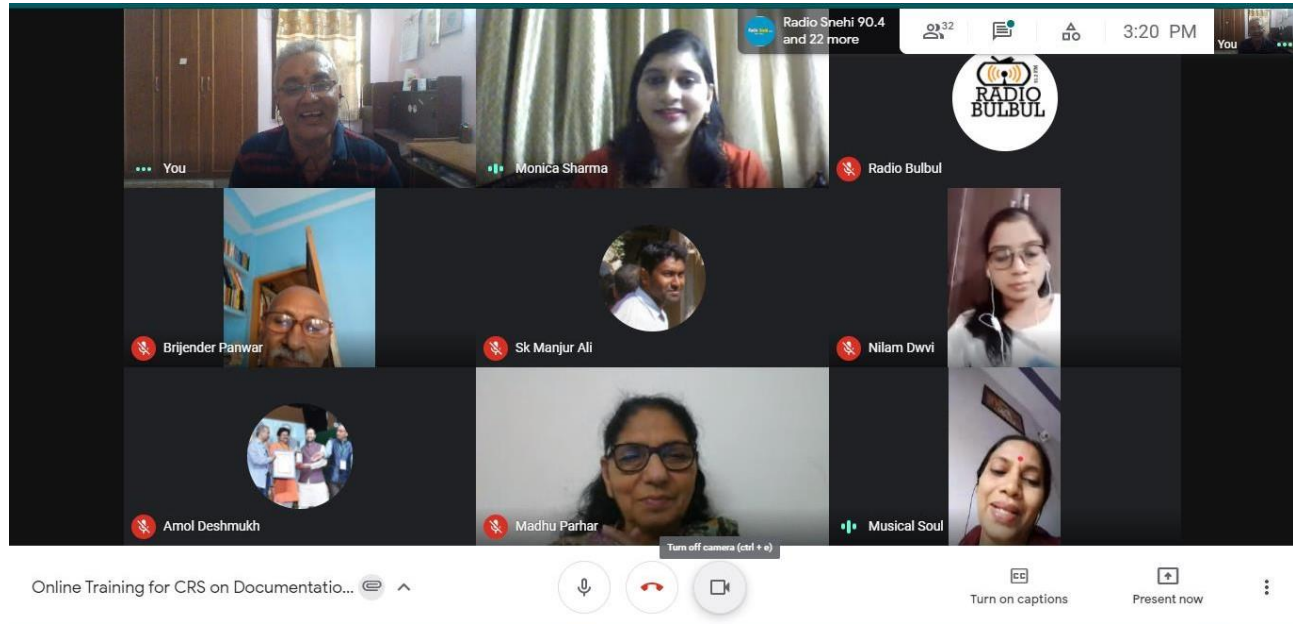 Radio Snehi 90.4
and 22 more
32
3:20 PM
You
You
Monica Sharma
RADIO
BULBUL
Radio Bulbul
Brijender Panwar
Sk Manjur Ali
Nilam Dwvi
Amol Deshmukh
Madhu Parhar
Musical Soul
Turn off camera (ctrl + e)
Online Training for CRS on Documentatio...
CC
Turn on captions
Present now